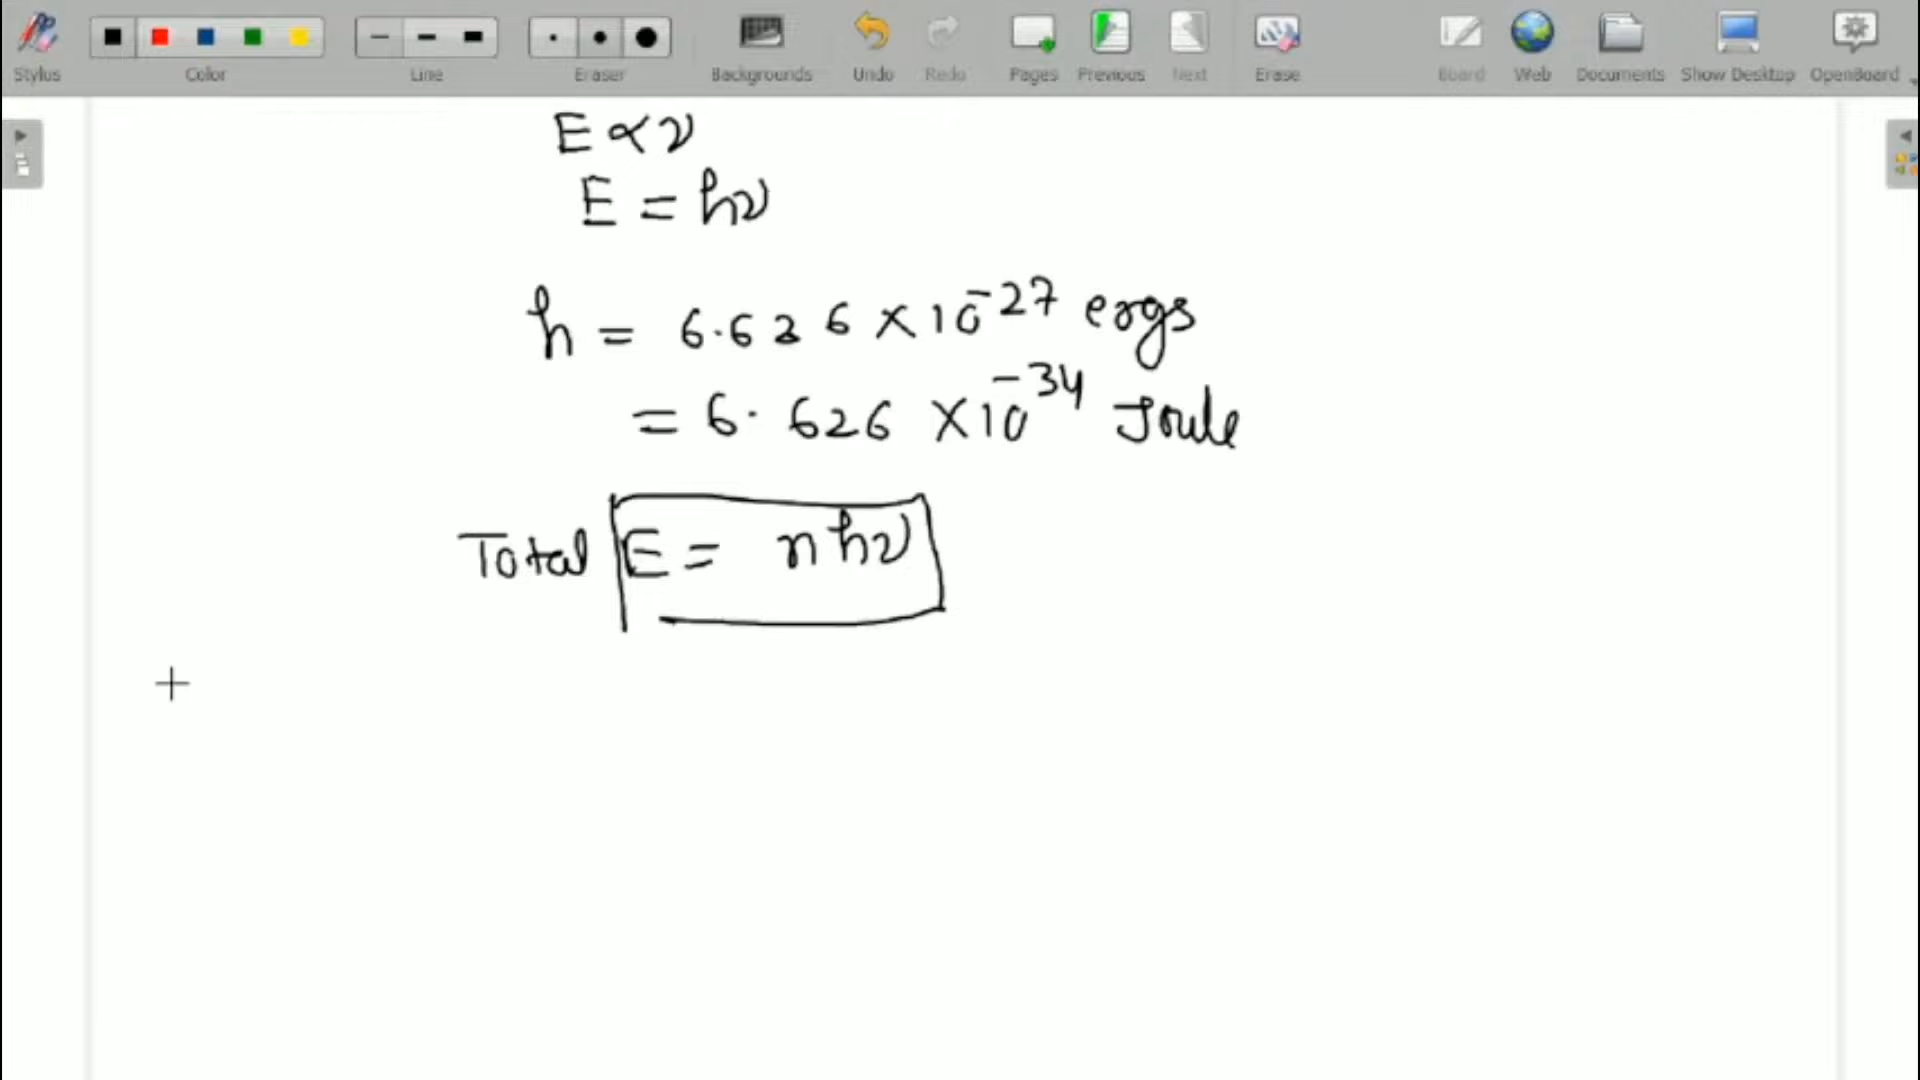 Stylus Color Line Eraser Backgrounds Undo Redo Pages Previous Next Erase Board Web Documents Show Desktop OpenBoard
E ∝ ν
E = hν
h = 6.626 × 10⁻²⁷ ergs
= 6.626 × 10⁻³⁴ Joule
Total E = nhν